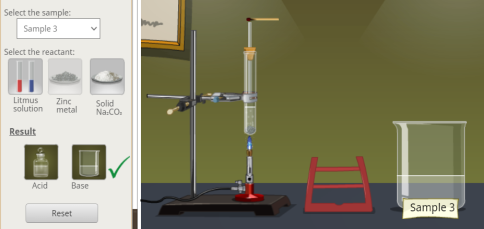 Select the sample:
Sample 3
Select the reactant:
Litmus solution
Zinc metal
Solid Na₂CO₃
Result
Acid
Base
Reset
Sample 3